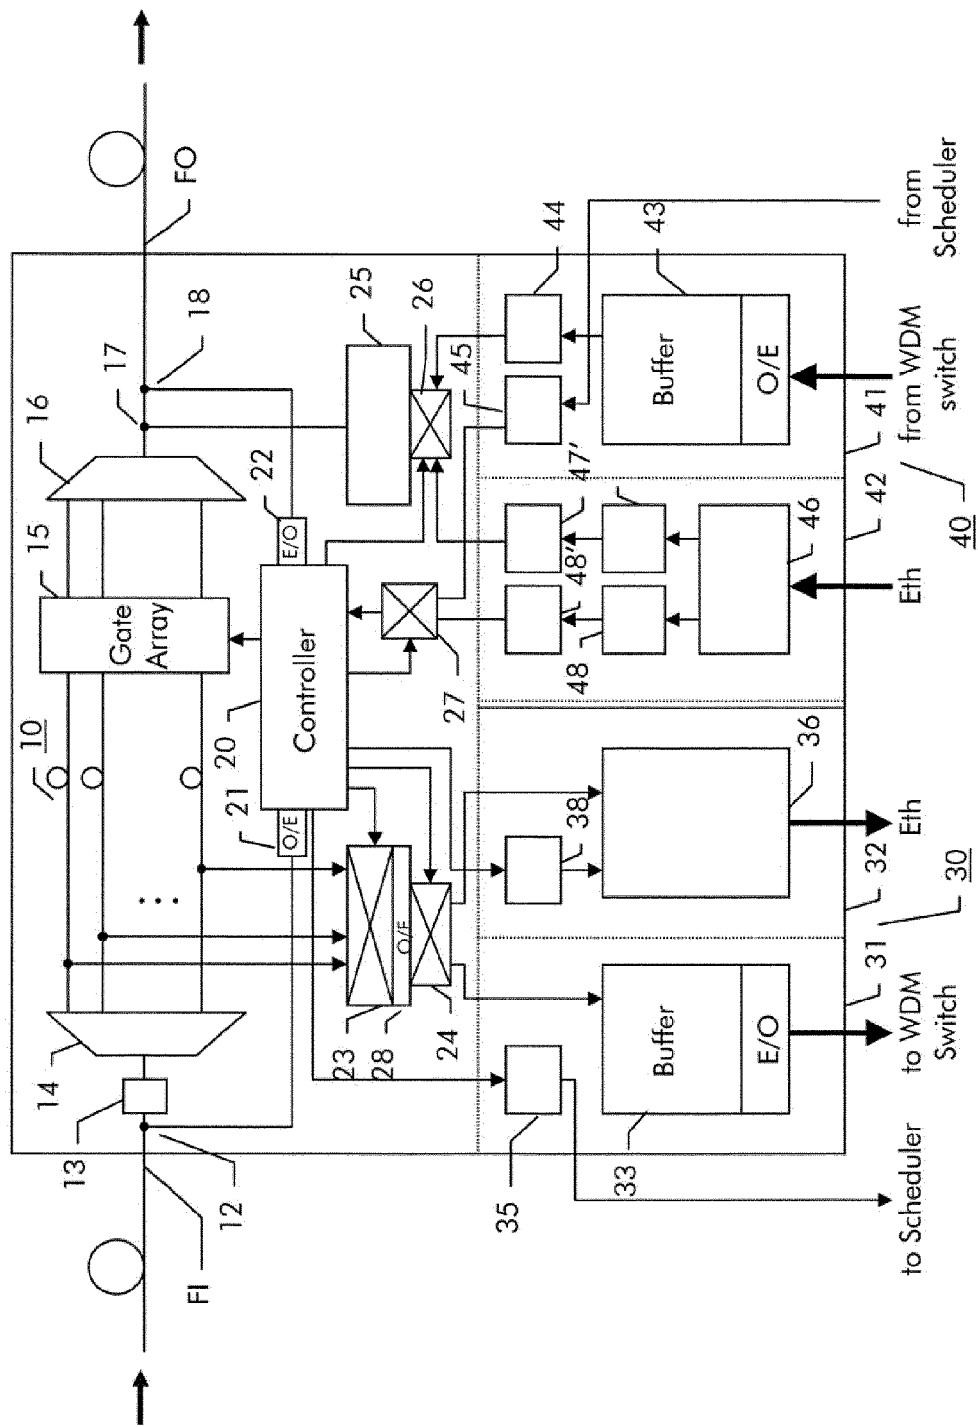 10
15
16
17
18
FO
Gate
Array
14
13
12
FI
20
Controller
21
O/E
22
E/O
25
26
27
23
28
O/E
24
35
33
Buffer
E/O
38
36
48
48'
47'
46
45
44
43
Buffer
O/E
31
32
30
42
41
40
to Scheduler
to WDM
Switch
Eth
Eth
from WDM
switch
from
Scheduler